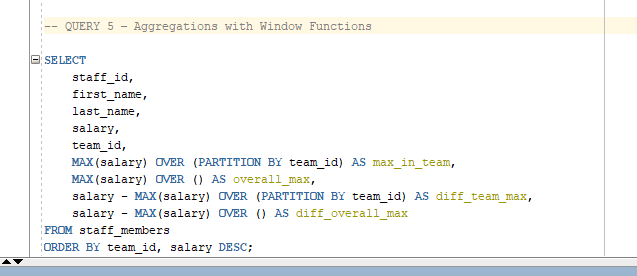 -- QUERY 5 - Aggregations with Window Functions
SELECT
staff_id,
first_name,
last_name,
salary,
team_id,
MAX(salary) OVER (PARTITION BY team_id) AS max_in_team,
MAX(salary) OVER () AS overall_max,
salary - MAX(salary) OVER (PARTITION BY team_id) AS diff_team_max,
salary - MAX(salary) OVER () AS diff_overall_max
FROM staff_members
ORDER BY team_id, salary DESC;